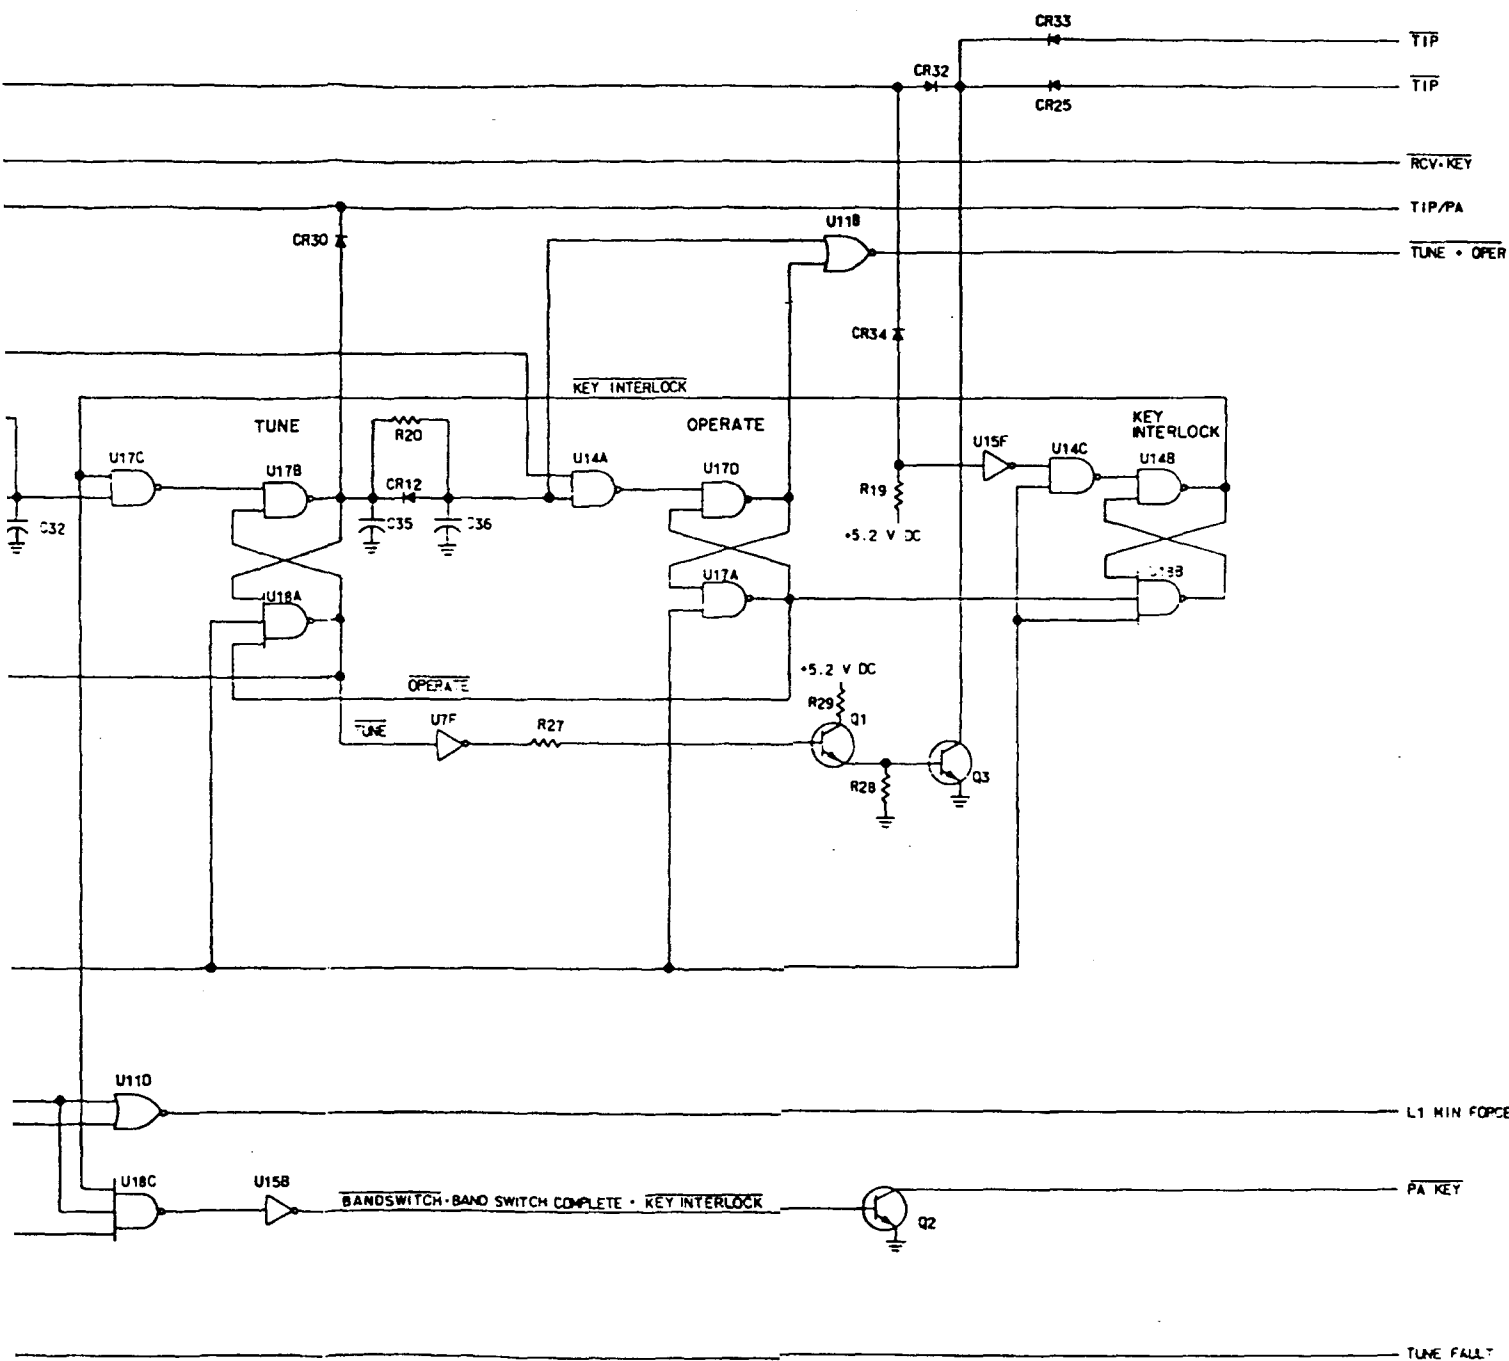 CR33
TIP
CR32
TIP
CR25
RCV•KEY
TIP/PA
U11B
CR30
TUNE + OPER
CR34
KEY INTERLOCK
TUNE
R20
OPERATE
KEY
INTERLOCK
U17C
U17B
CR12
U14A
U17D
U15F
U14C
U14B
R19
C32
C35
C36
+5.2 V DC
U18A
U17A
U18B
+5.2 V DC
OPERATE
R29
Q1
TUNE
U7F
R27
R28
Q3
U11D
L1 MIN FORCE
U18C
U15B
BANDSWITCH•BAND SWITCH COMPLETE • KEY INTERLOCK
PA KEY
Q2
TUNE FAULT